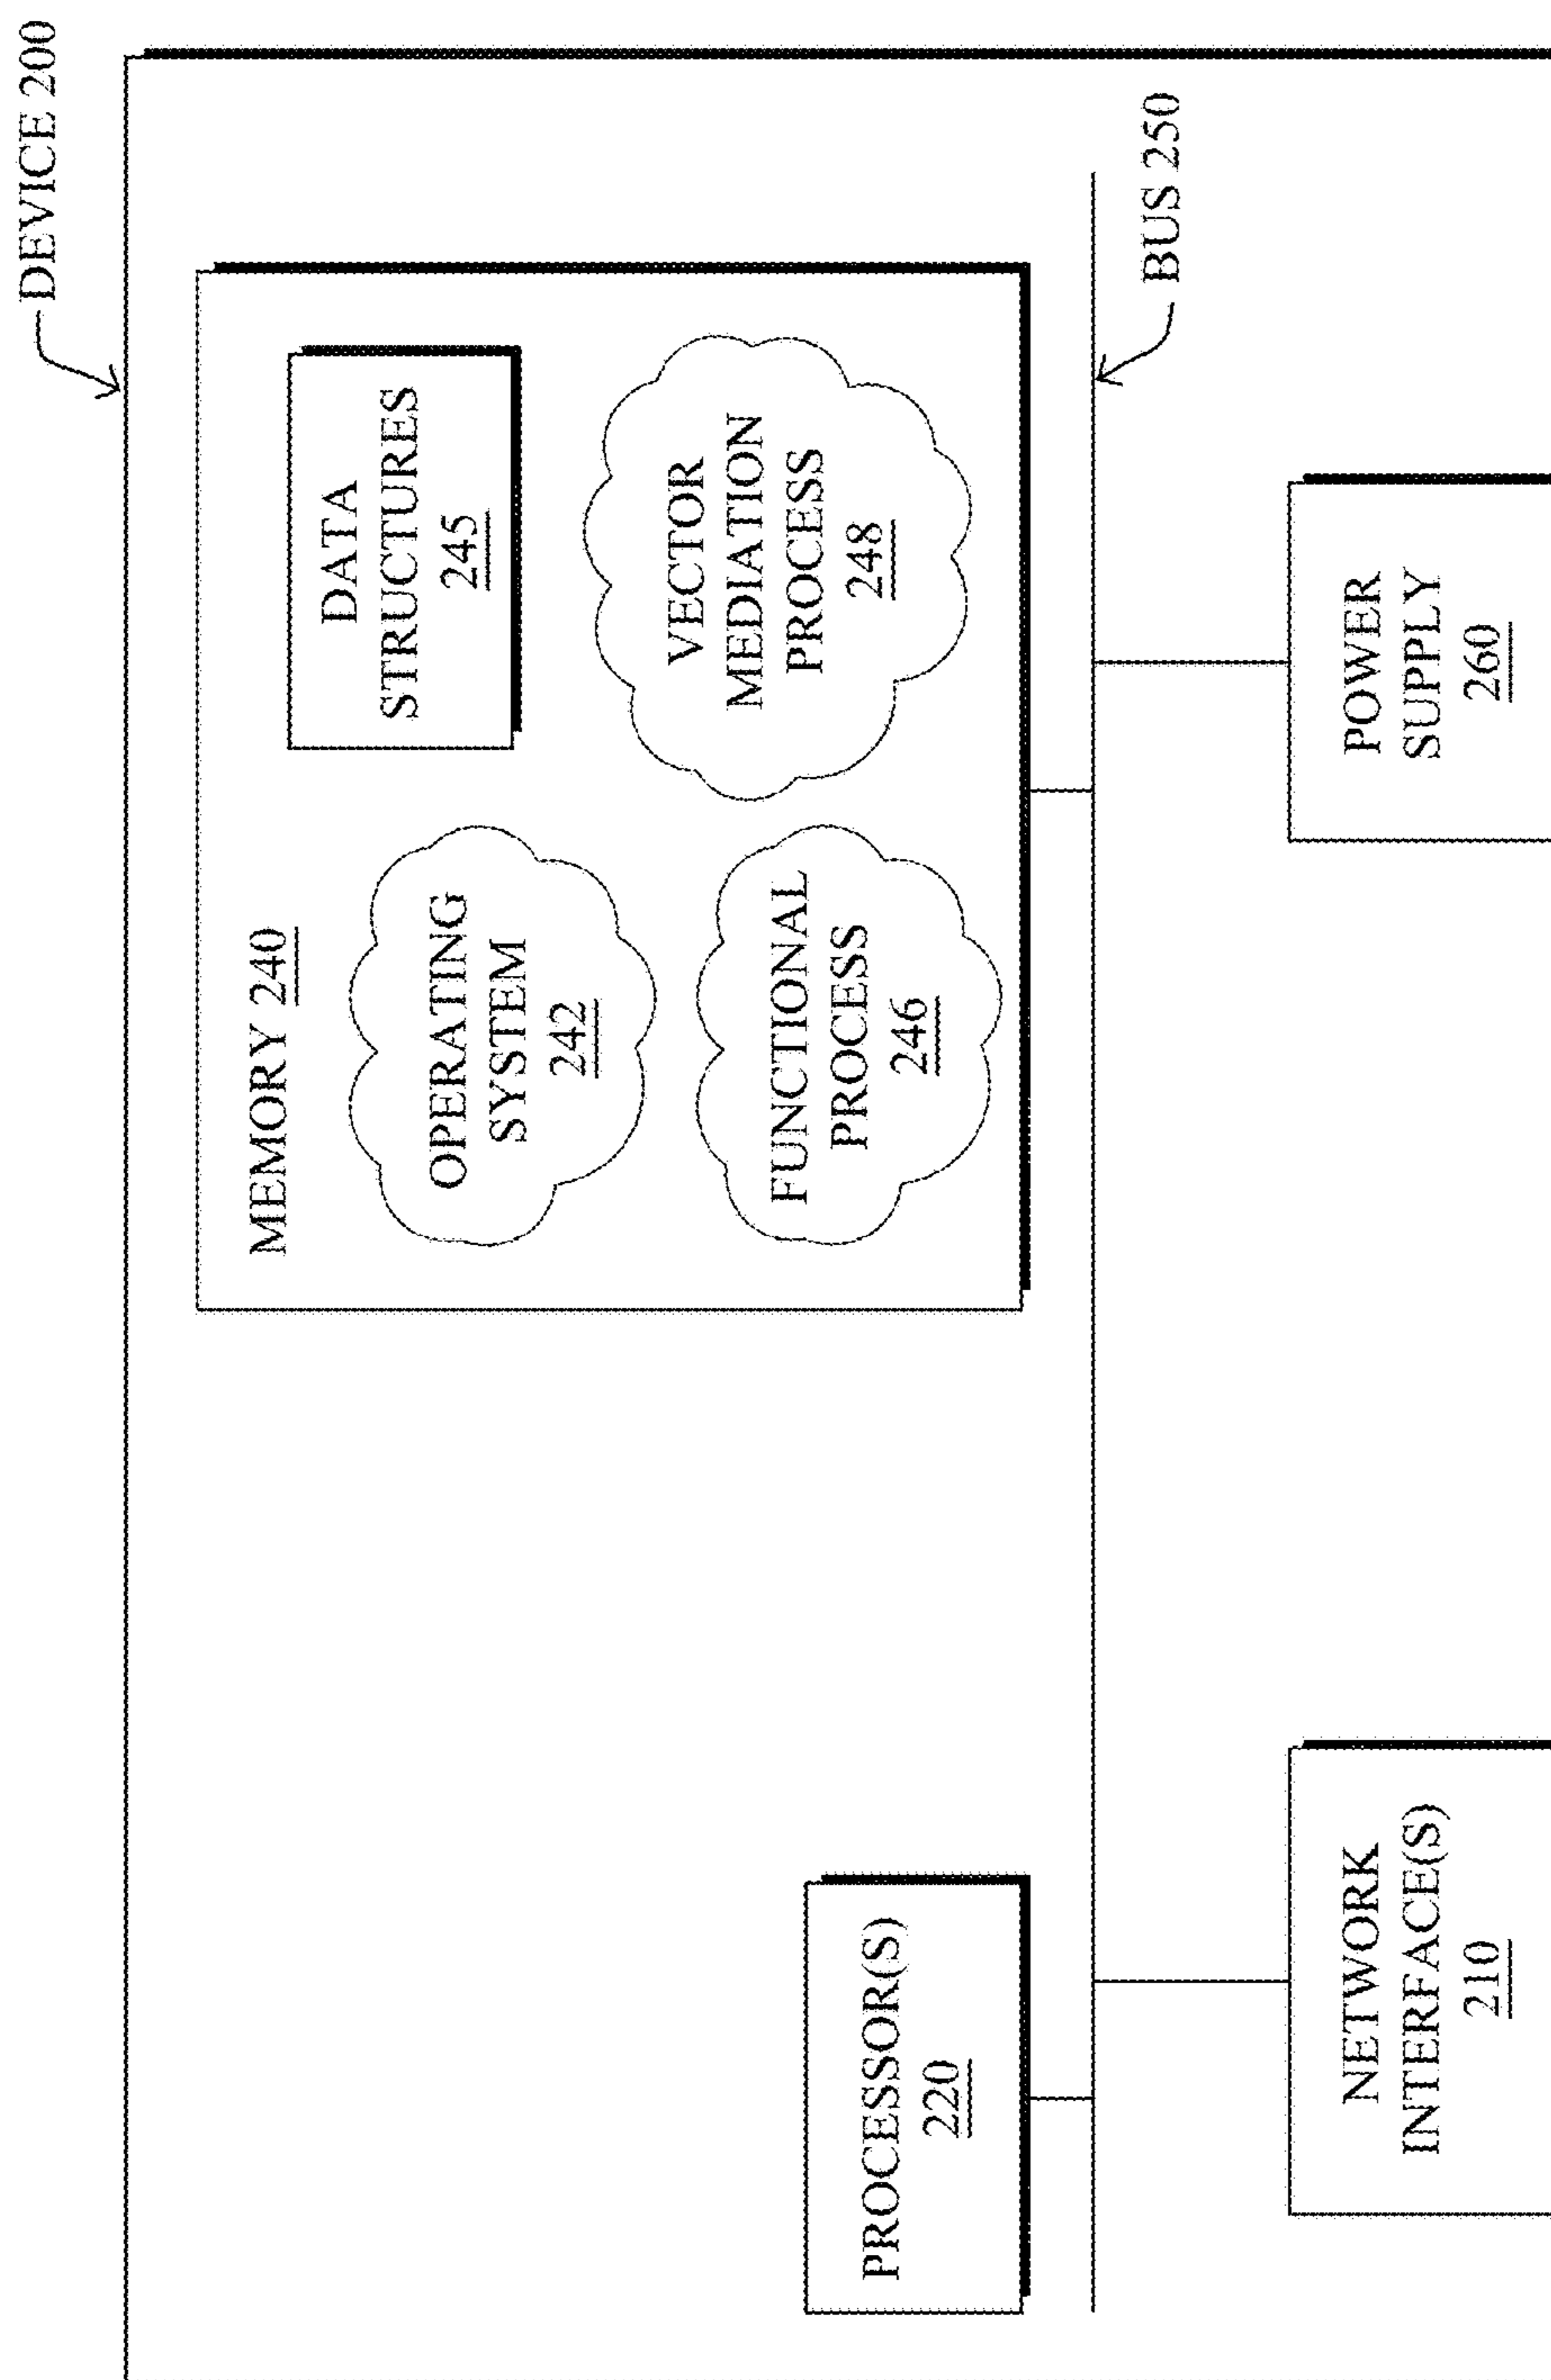 DEVICE 200
MEMORY 240
OPERATING
SYSTEM
242
DATA
STRUCTURES
245
FUNCTIONAL
PROCESS
246
VECTOR
MEDIATION
PROCESS
248
PROCESSOR(S)
220
BUS 250
NETWORK
INTERFACE(S)
210
POWER
SUPPLY
260